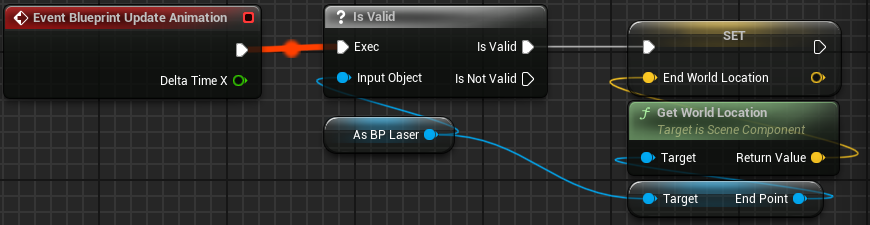 Event Blueprint Update Animation
Delta Time X
? Is Valid
Exec
Is Valid
Input Object
Is Not Valid
As BP Laser
SET
End World Location
f Get World Location
Target is Scene Component
Target
Return Value
Target
End Point